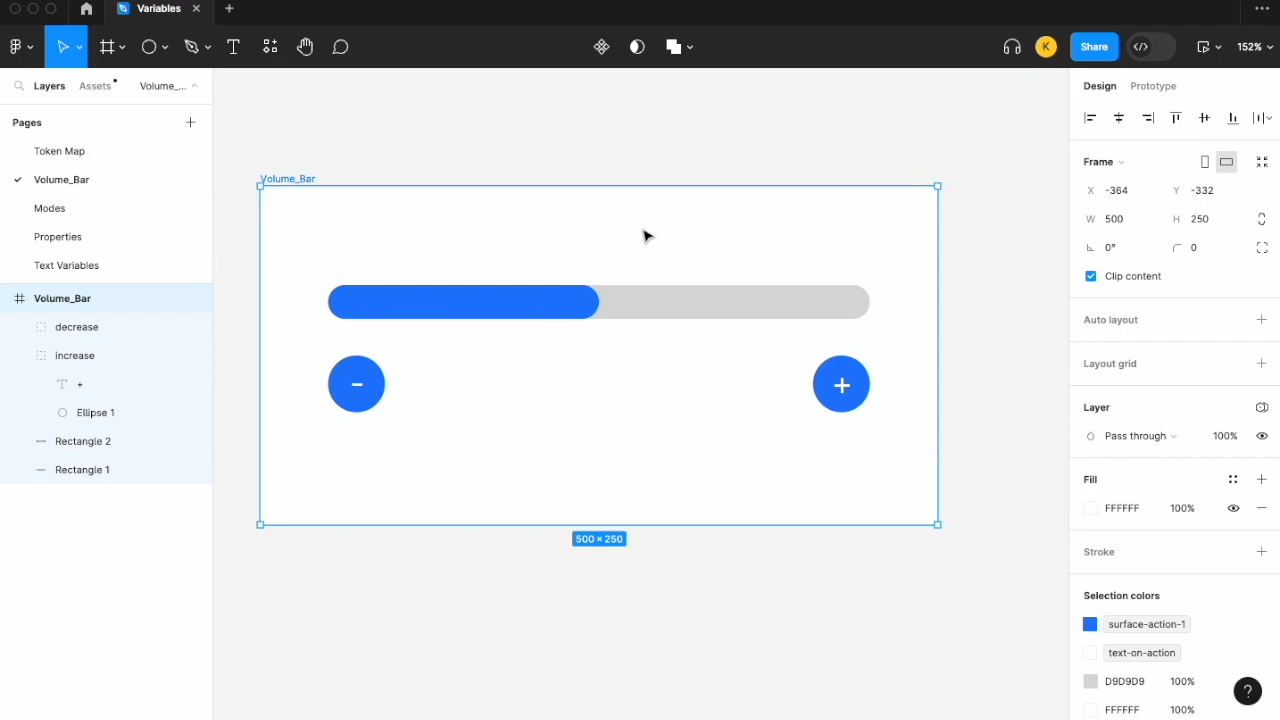 Variables
T
K
Share
152%
Layers
Assets
Volume_...
Design
Prototype
Pages
Token Map
Volume_Bar
Modes
Properties
Text Variables
Volume_Bar
decrease
increase
T +
Ellipse 1
Rectangle 2
Rectangle 1
Volume_Bar
-
+
500 × 250
Frame
X -364
Y -332
W 500
H 250
0°
0
Clip content
Auto layout
Layout grid
Layer
Pass through
100%
Fill
FFFFFF 100%
Stroke
Selection colors
surface-action-1
text-on-action
D9D9D9 100%
FFFFFF 100%
?